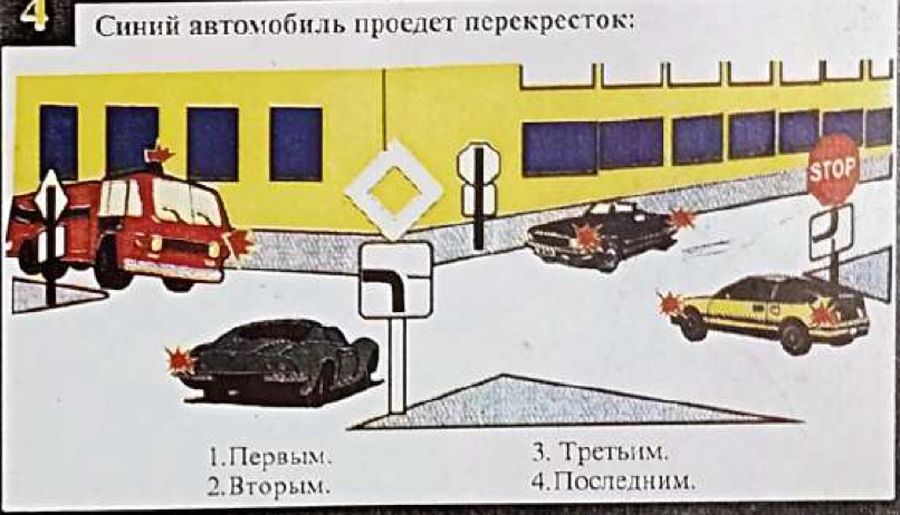 4
Синий автомобиль проедет перекресток:
STOP
1.Первым.
2.Вторым.
3. Третьим.
4.Последним.